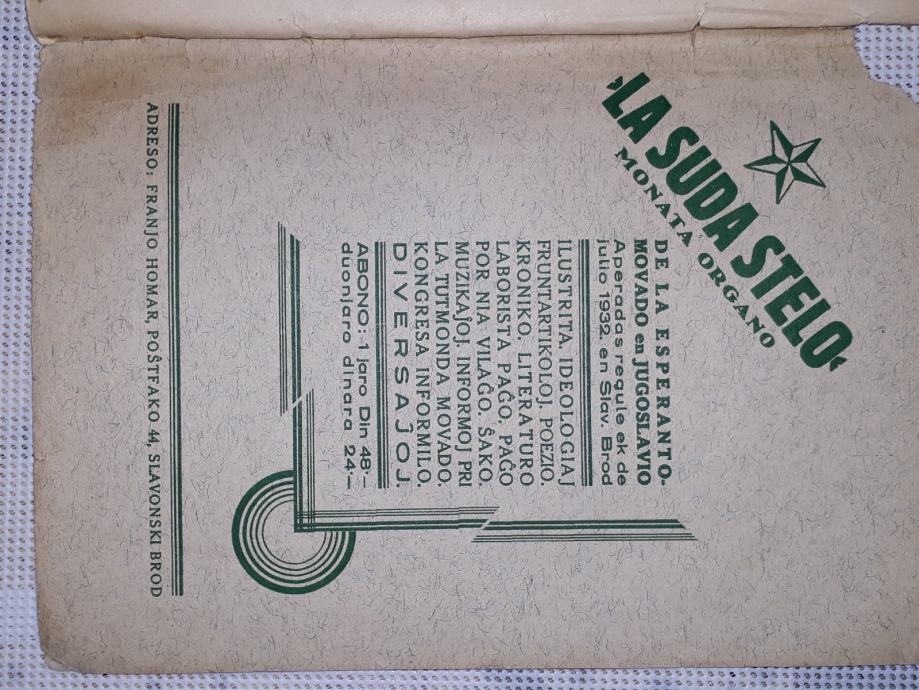 ‚LA SUDA STELO‘
MONATA ORGANO
DE LA ESPERANTO-
MOVADO en JUGOSLAVIO
Aperadas regule ek de
julio 1932. en Slav. Brod
ILUSTRITA, IDEOLOGIAJ
FRUNTARTIKOLOJ, POEZIO,
KRONIKO, LITERATURO
LABORISTA PAĜO, PAĜO
POR NIA VILAĜO, ŜAKO,
MUZIKAĴOJ, INFORMOJ PRI
LA TUTMONDA MOVADO,
KONGRESA INFORMILO,
DIVERSAĴOJ.
ABONO: 1 jaro Din 48·—
duonjaro dinara 24·—
ADRESO: FRANJO HOMAR, POŠTFAKO 44, SLAVONSKI BROD